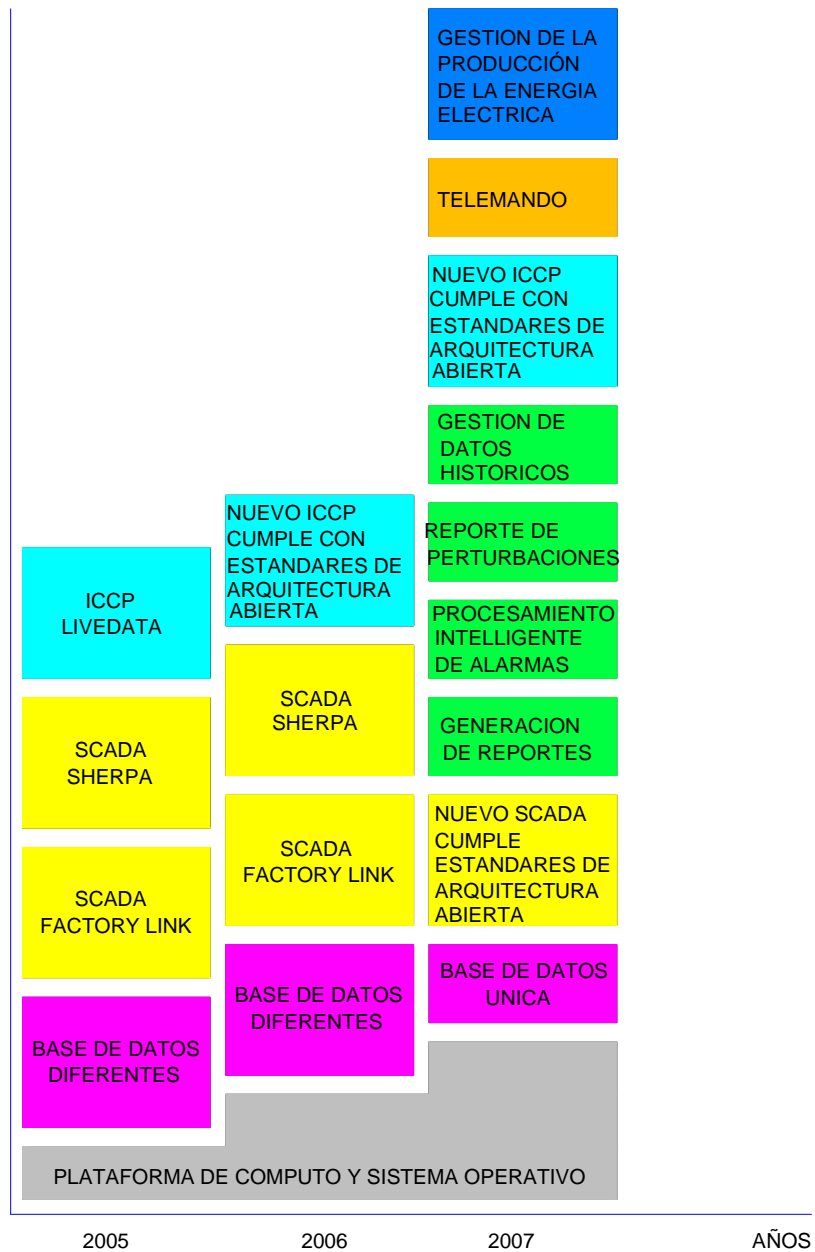 GESTION DE LA
PRODUCCIÓN
DE LA ENERGIA
ELECTRICA
TELEMANDO
NUEVO ICCP
CUMPLE CON
ESTANDARES DE
ARQUITECTURA
ABIERTA
GESTION DE
DATOS
HISTORICOS
REPORTE DE
PERTURBACIONES
PROCESAMIENTO
INTELLIGENTE
DE ALARMAS
GENERACION
DE REPORTES
NUEVO SCADA
CUMPLE
ESTANDARES DE
ARQUITECTURA
ABIERTA
BASE DE DATOS
UNICA
NUEVO ICCP
CUMPLE CON
ESTANDARES DE
ARQUITECTURA
ABIERTA
SCADA
SHERPA
SCADA
FACTORY LINK
BASE DE DATOS
DIFERENTES
ICCP
LIVEDATA
SCADA
SHERPA
SCADA
FACTORY LINK
BASE DE DATOS
DIFERENTES
PLATAFORMA DE COMPUTO Y SISTEMA OPERATIVO
2005 2006 2007 AÑOS